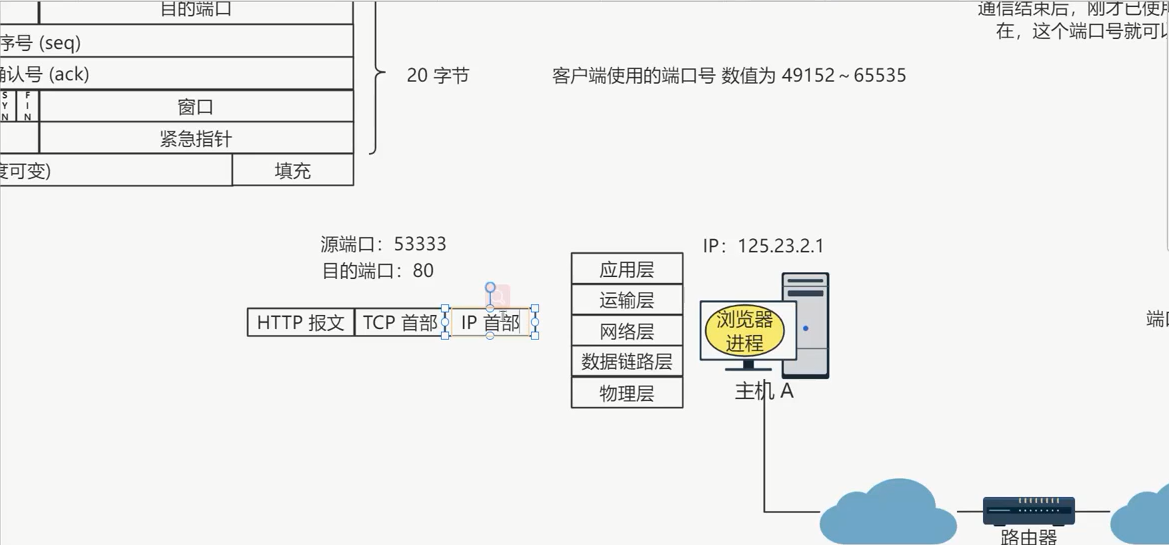 目的端口
通信结束后，刚才已使
在，这个端口号就可
序号 (seq)
确认号 (ack)
20 字节
客户端使用的端口号 数值为 49152～65535
SYN
FIN
窗口
紧急指针
度可变)
填充
源端口：53333
目的端口：80
IP：125.23.2.1
应用层
运输层
网络层
数据链路层
物理层
HTTP 报文
TCP 首部
IP 首部
浏览器
进程
主机 A
端
路由器